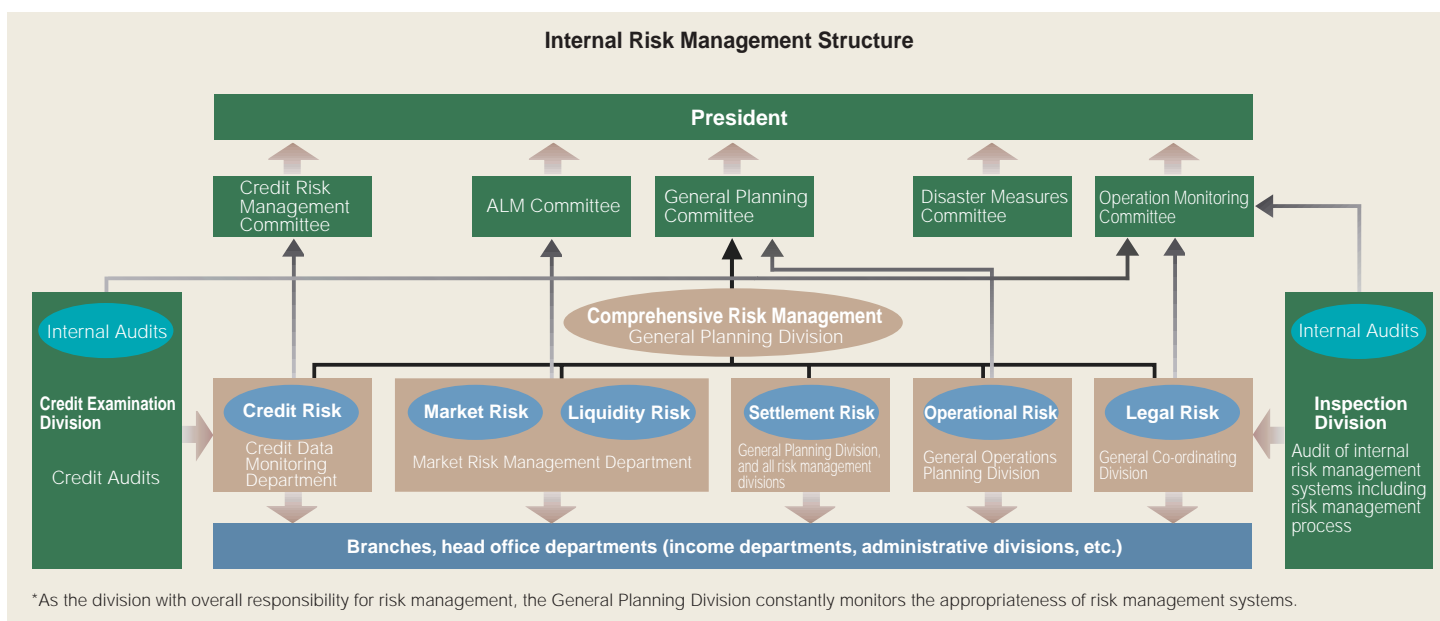 Internal Risk Management Structure
President
Credit Risk
Management
Committee
ALM Committee
General Planning
Committee
Disaster Measures
Committee
Operation Monitoring
Committee
Comprehensive Risk Management
General Planning Division
Internal Audits
Credit Examination
Division
Credit Audits
Credit Risk
Credit Data
Monitoring
Department
Market Risk
Liquidity Risk
Market Risk Management Department
Settlement Risk
General Planning Division,
and all risk management
divisions
Operational Risk
General Operations
Planning Division
Legal Risk
General Co-ordinating
Division
Internal Audits
Inspection
Division
Audit of internal
risk management
systems including
risk management
process
Branches, head office departments (income departments, administrative divisions, etc.)
*As the division with overall responsibility for risk management, the General Planning Division constantly monitors the appropriateness of risk management systems.